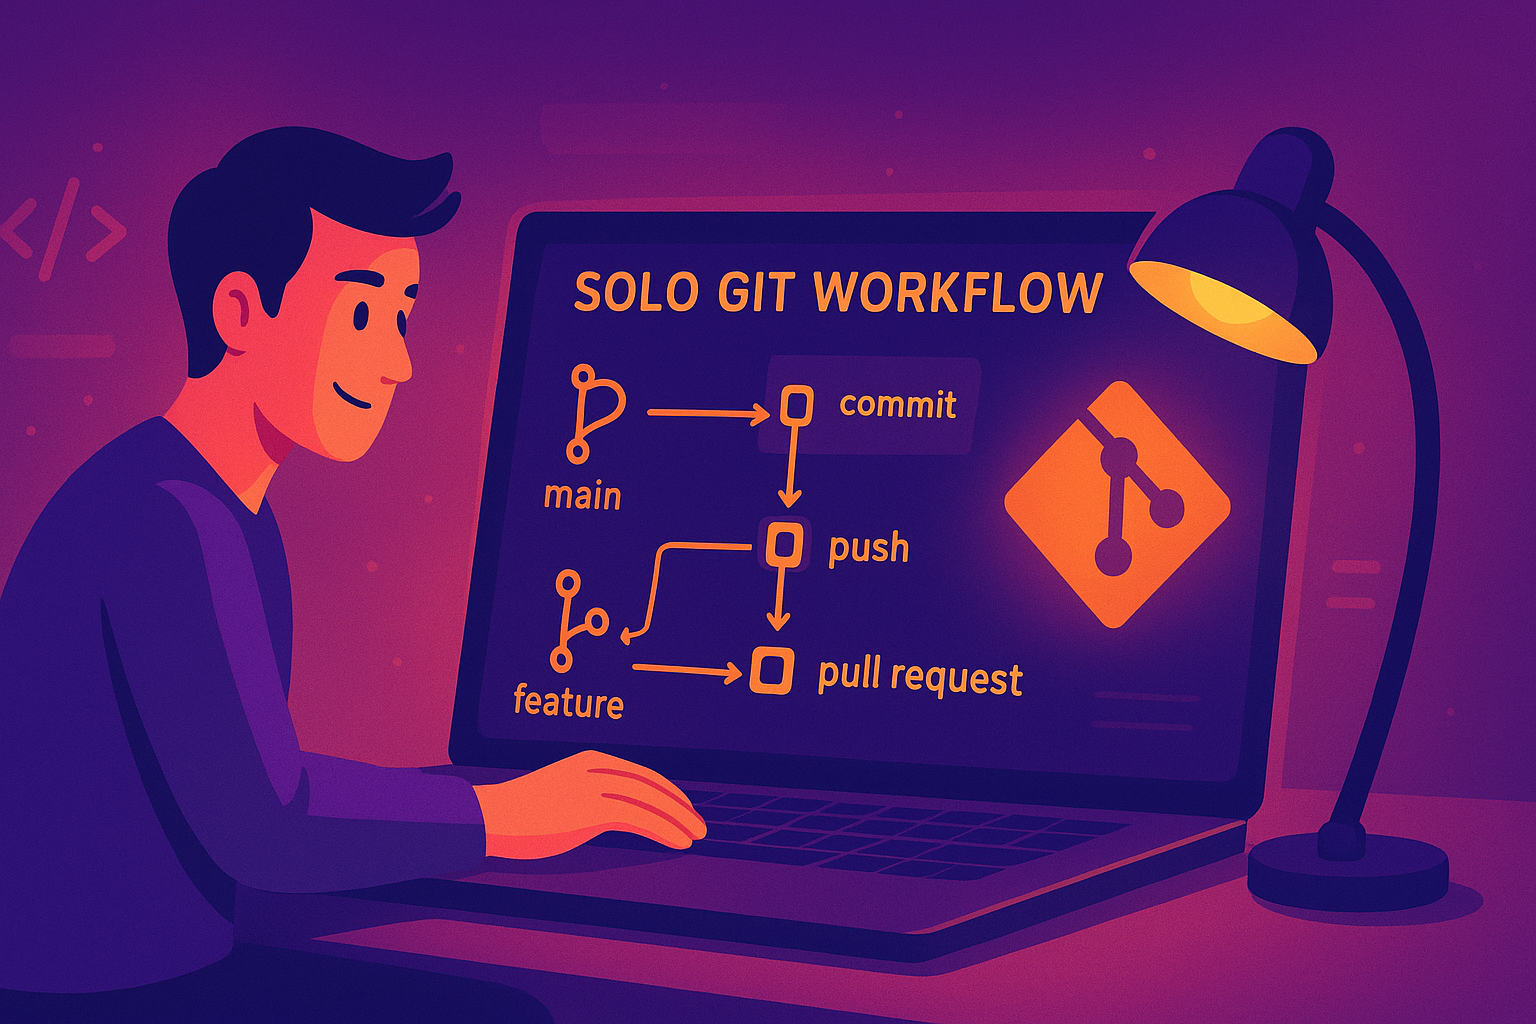 SOLO GIT WORKFLOW
commit
main
push
feature
pull request